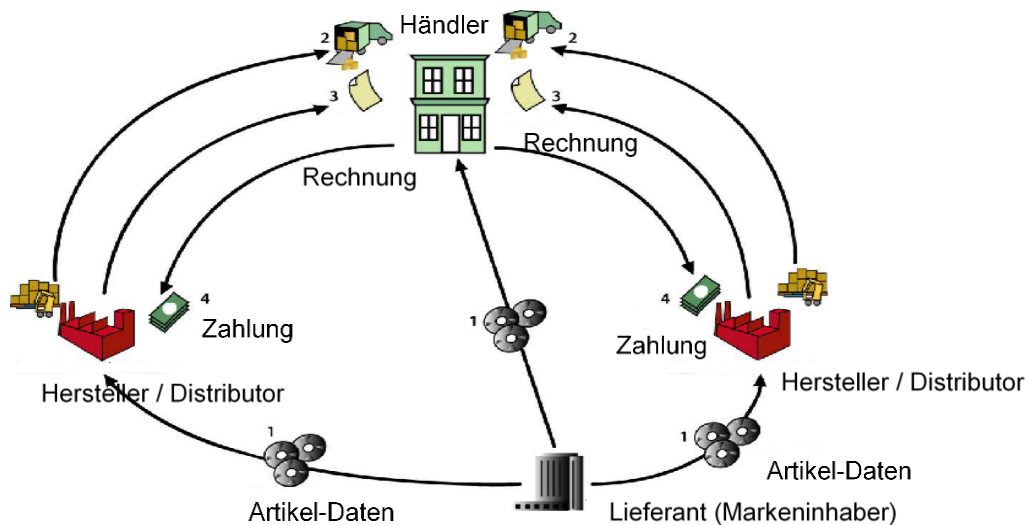 Händler
2
2
3
3
Rechnung
Rechnung
4
Zahlung
4
Zahlung
1
Hersteller / Distributor
Hersteller / Distributor
1
1
Artikel-Daten
Artikel-Daten
Lieferant (Markeninhaber)